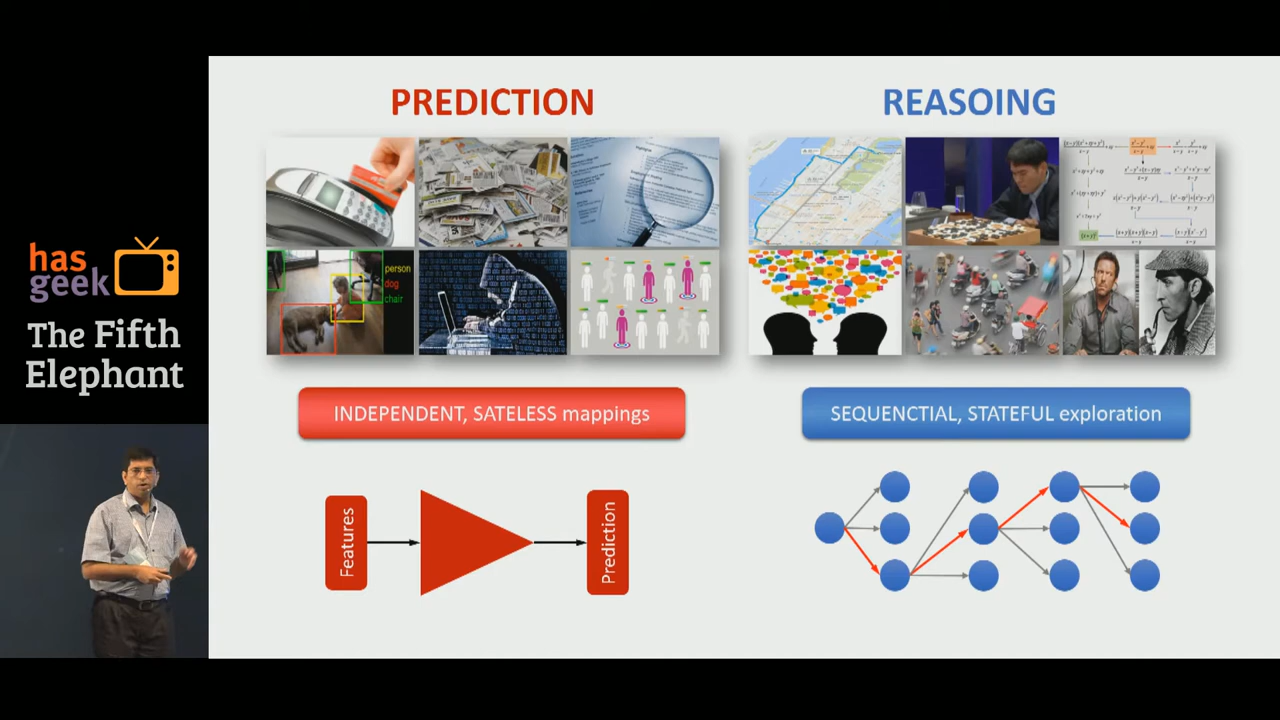 has
geek
The Fifth
Elephant
PREDICTION
REASOING
person
dog
chair
INDEPENDENT, SATELESS mappings
SEQUENCTIAL, STATEFUL exploration
Features
Prediction